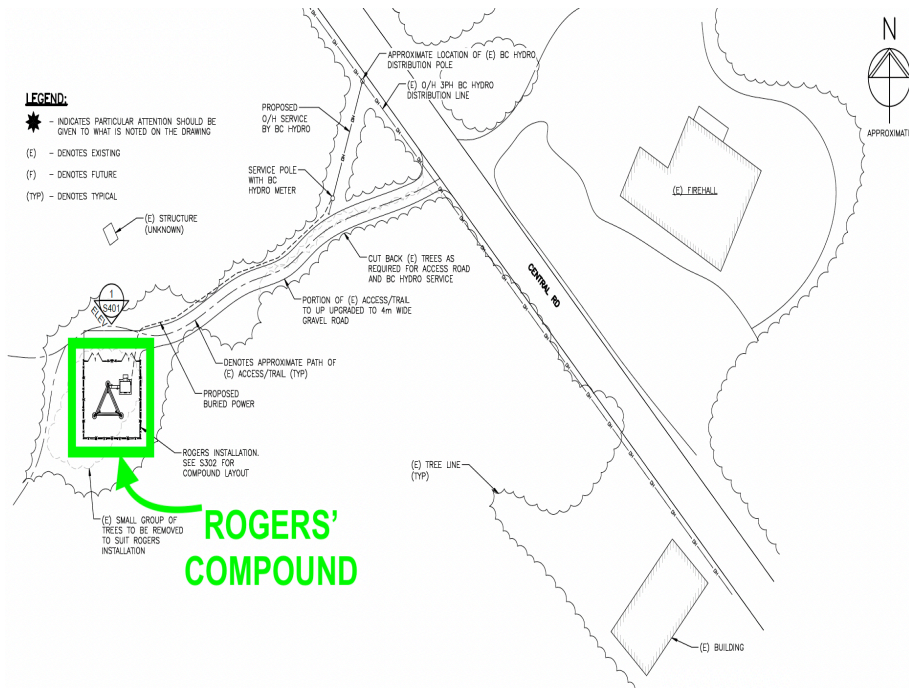 N
APPROXIMAT
LEGEND:
- INDICATES PARTICULAR ATTENTION SHOULD BE
GIVEN TO WHAT IS NOTED ON THE DRAWING
(E) - DENOTES EXISTING
(F) - DENOTES FUTURE
(TYP) - DENOTES TYPICAL
APPROXIMATE LOCATION OF (E) BC HYDRO
DISTRIBUTION POLE
(E) O/H 3PH BC HYDRO
DISTRIBUTION LINE
PROPOSED
O/H SERVICE
BY BC HYDRO
SERVICE POLE
WITH BC
HYDRO METER
(E) FIREHALL
(E) STRUCTURE
(UNKNOWN)
CUT BACK (E) TREES AS
REQUIRED FOR ACCESS ROAD
AND BC HYDRO SERVICE
CENTRAL RD
1
S401
ELEV
PORTION OF (E) ACCESS/TRAIL
TO UP UPGRADED TO 4m WIDE
GRAVEL ROAD
DENOTES APPROXIMATE PATH OF
(E) ACCESS/TRAIL (TYP)
PROPOSED
BURIED POWER
ROGERS INSTALLATION.
SEE S302 FOR
COMPOUND LAYOUT
(E) TREE LINE
(TYP)
(E) SMALL GROUP OF
TREES TO BE REMOVED
TO SUIT ROGERS
INSTALLATION
ROGERS'
COMPOUND
(E) BUILDING